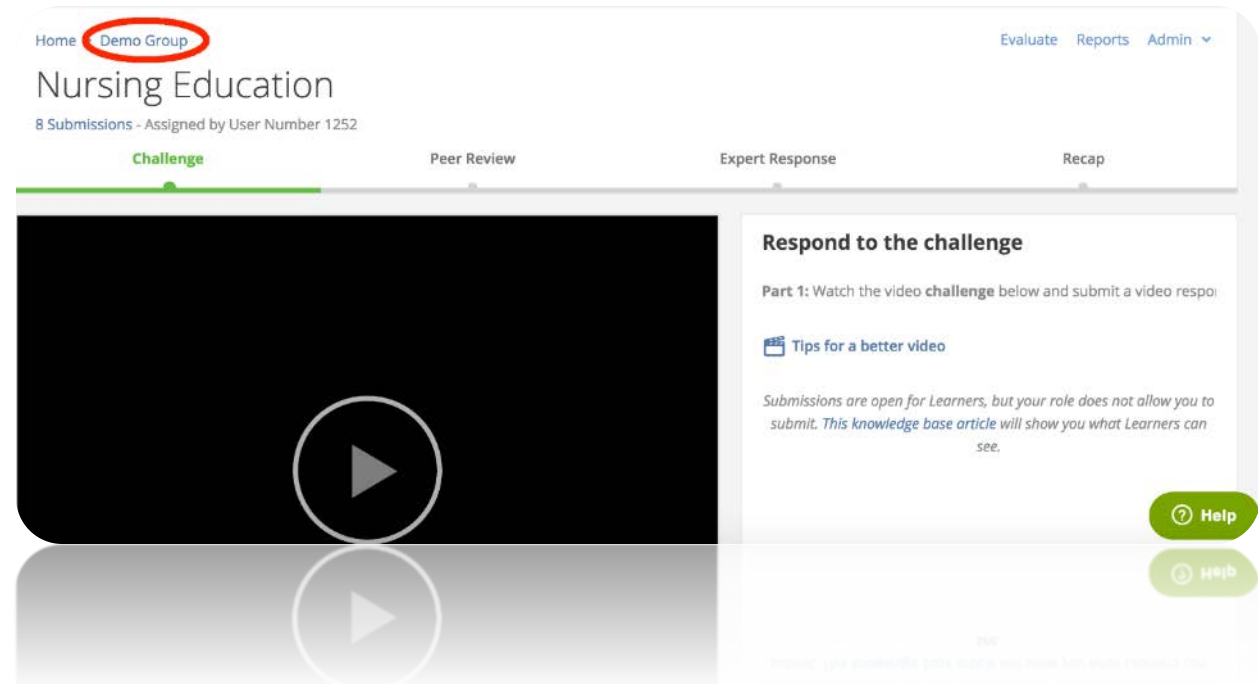 Home Demo Group
Evaluate Reports Admin
Nursing Education
8 Submissions - Assigned by User Number 1252
Challenge
Peer Review
Expert Response
Recap
Respond to the challenge
Part 1: Watch the video challenge below and submit a video
Tips for a better video
Submissions are open for Learners, but your role does not allow you to
submit. This knowledge base article will show you what Learners can
see.
Help